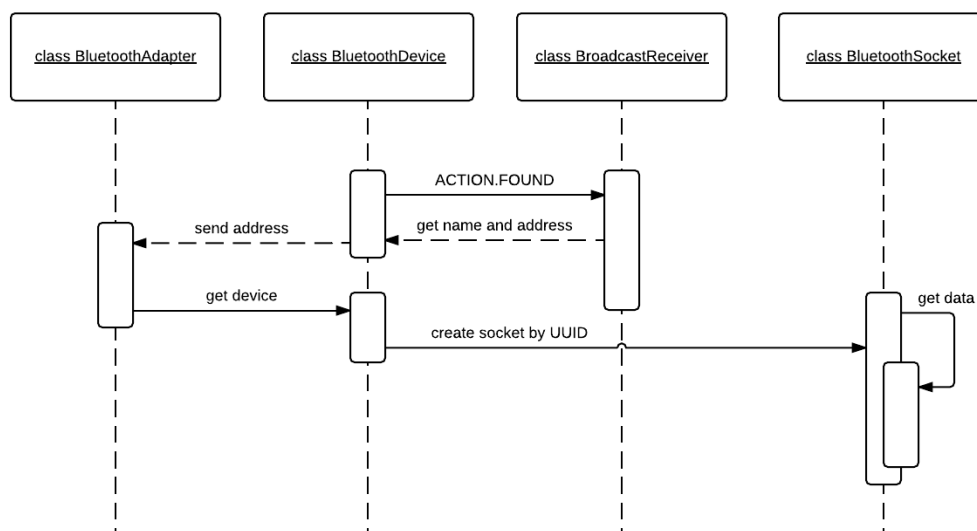 class BluetoothAdapter
class BluetoothDevice
class BroadcastReceiver
class BluetoothSocket
ACTION.FOUND
send address
get name and address
get device
get data
create socket by UUID